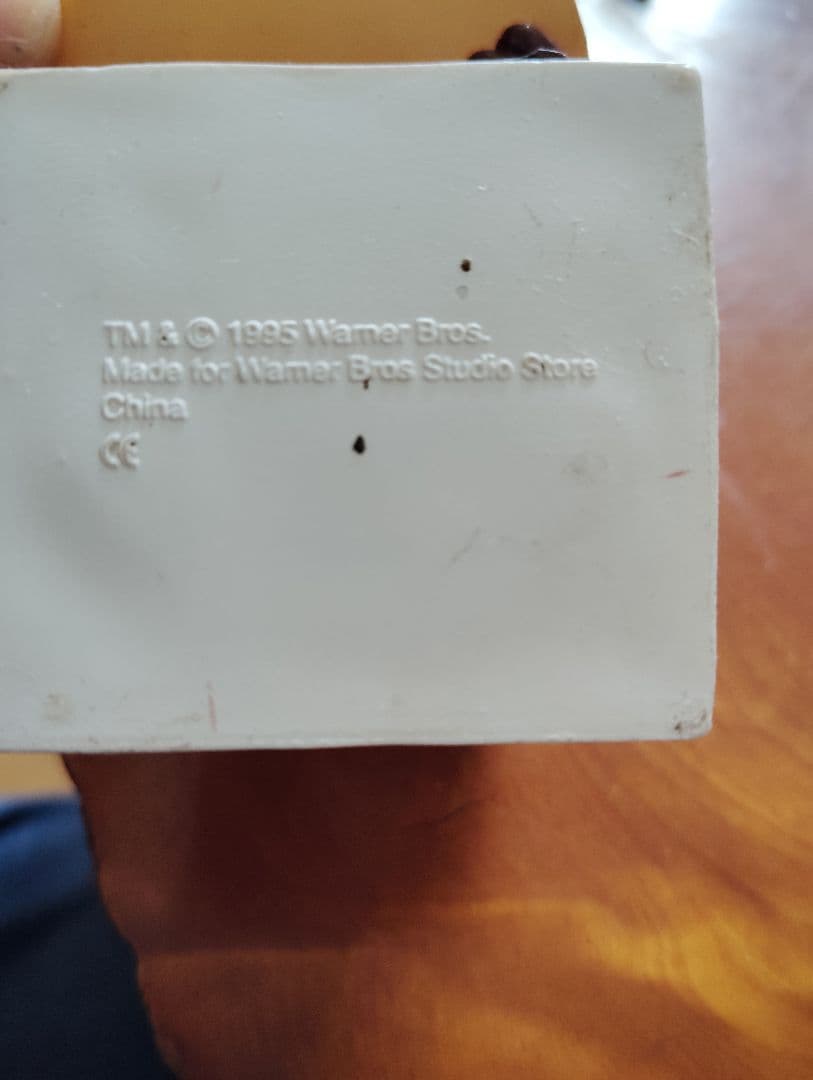 TM & © 1995 Warner Bros.
Made for Warner Bros Studio Store
China
CE